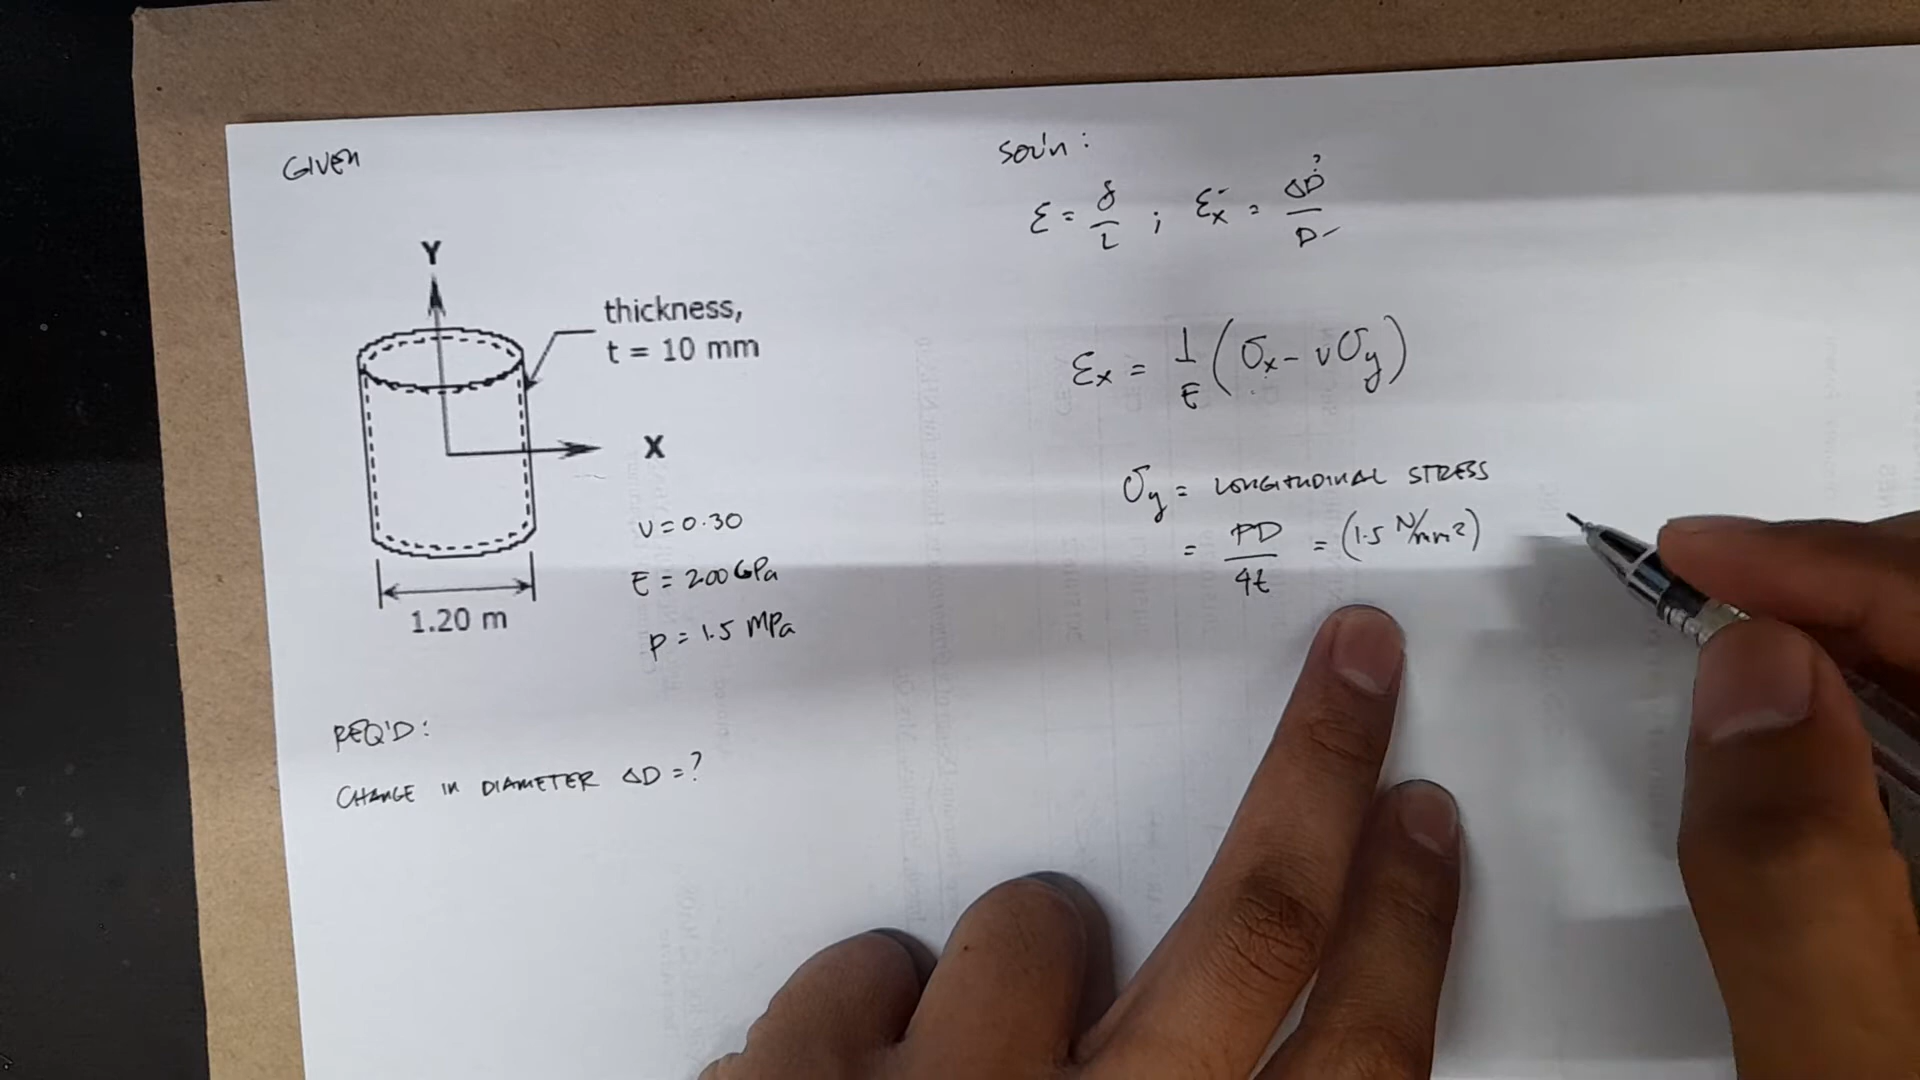 GIVEN
Y
thickness,
t = 10 mm
X
ν = 0.30
E = 200 GPa
1.20 m
P = 1.5 MPa
REQ'D:
CHANGE IN DIAMETER ΔD = ?
SOL'N :
ε = δ/L ; εx = ΔD/D
εx = 1/E (σx - νσy)
σy = LONGITUDINAL STRESS
= PD/4t = (1.5 N/mm²)